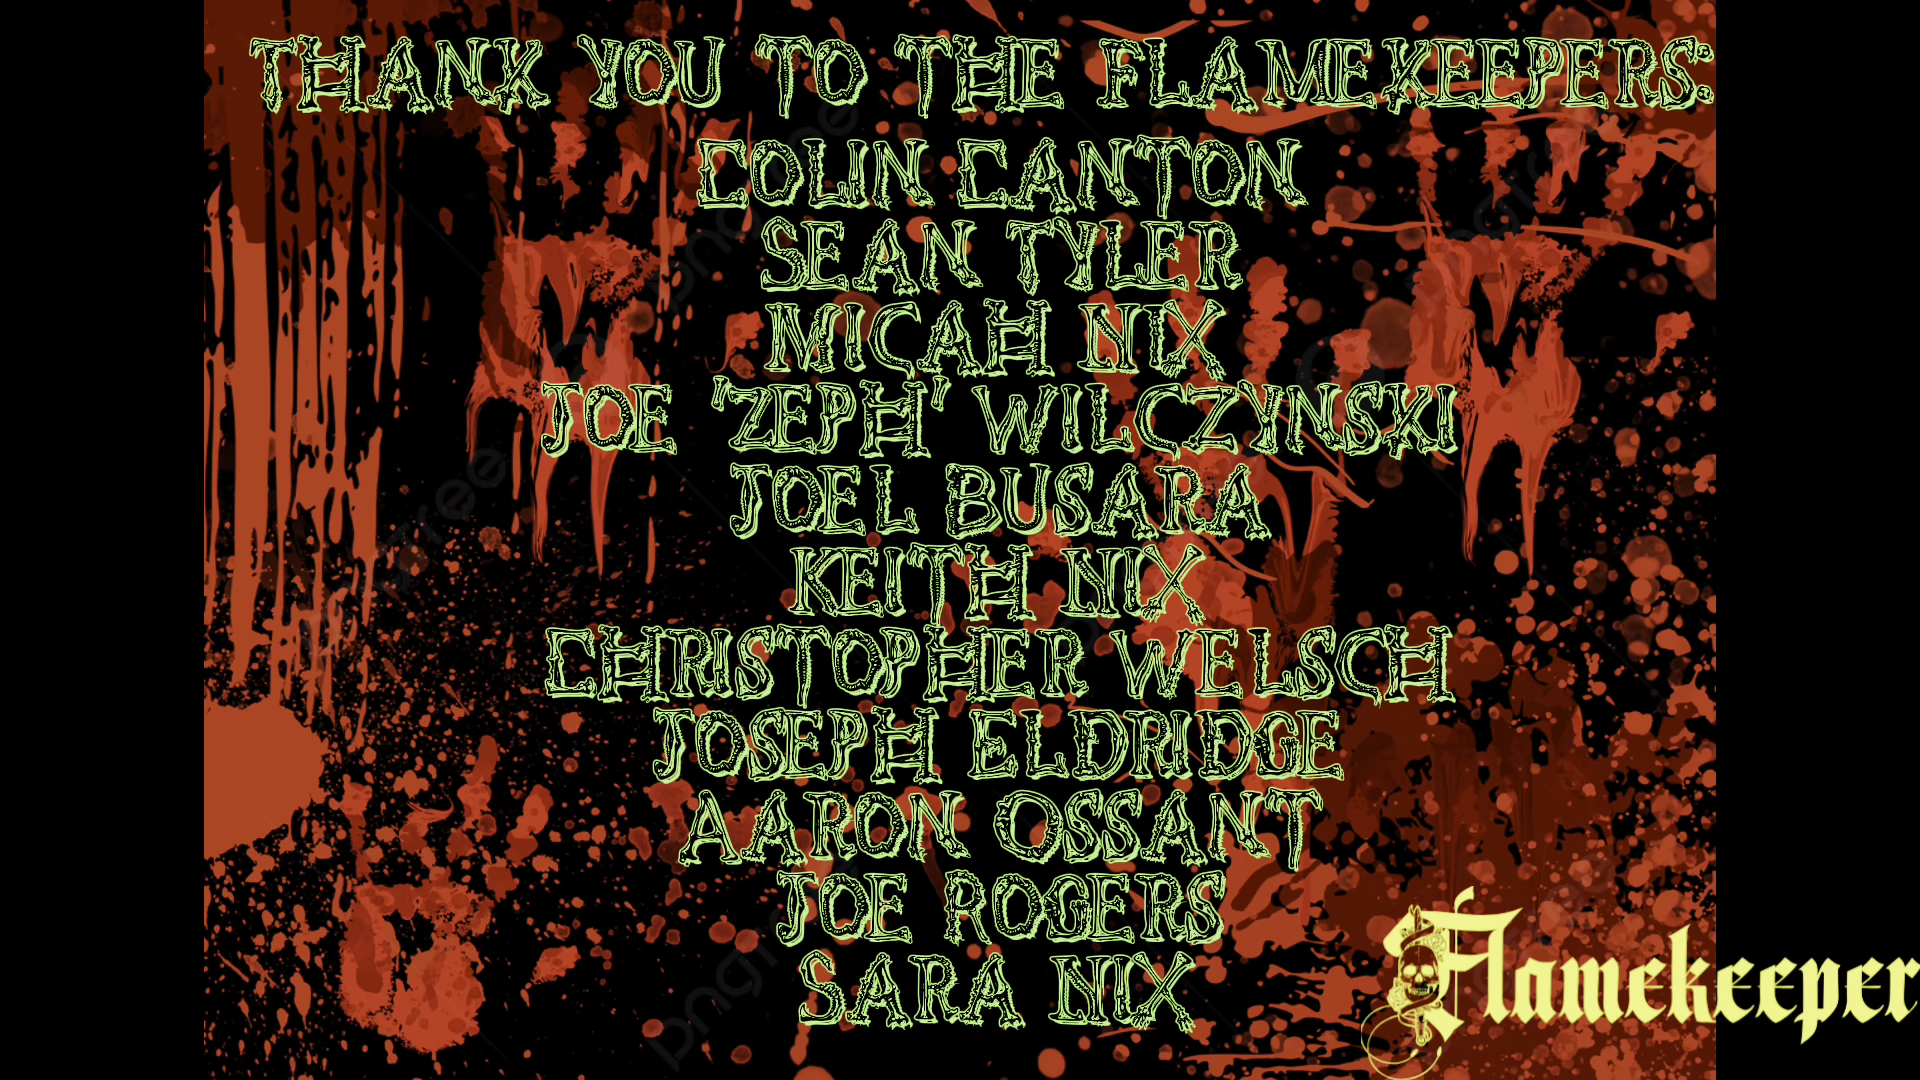 THANK YOU TO THE FLAMEKEEPERS:
COLIN CANTON
SEAN TYLER
MICAH NIX
JOE 'ZEPH' WILCZYNSKI
JOEL BUSARA
KEITH NIX
CHRISTOPHER WELSCH
JOSEPH ELDRIDGE
AARON OSSANT
JOE ROGERS
SARA NIX
Flamekeeper
pngtree